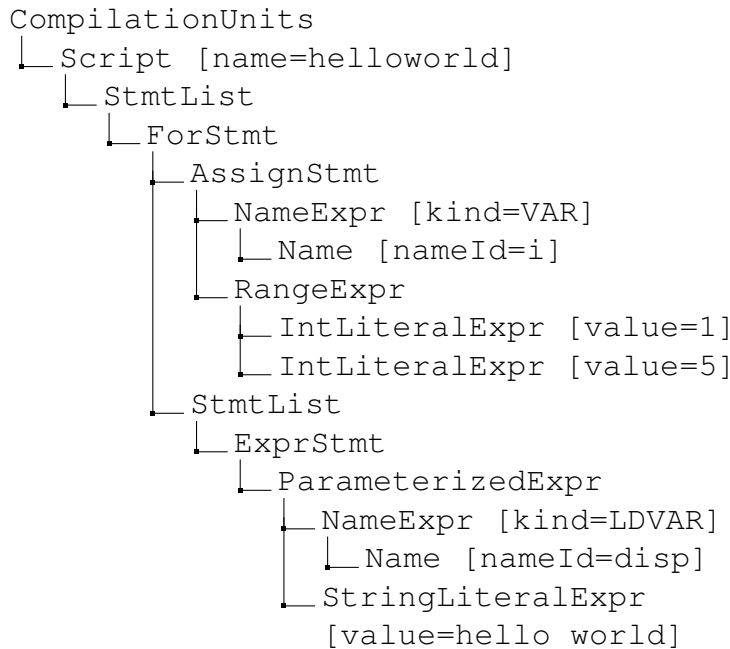 CompilationUnits
Script [name=helloworld]
StmtList
ForStmt
AssignStmt
NameExpr [kind=VAR]
Name [nameId=i]
RangeExpr
IntLiteralExpr [value=1]
IntLiteralExpr [value=5]
StmtList
ExprStmt
ParameterizedExpr
NameExpr [kind=LDVAR]
Name [nameId=disp]
StringLiteralExpr
[value=hello world]